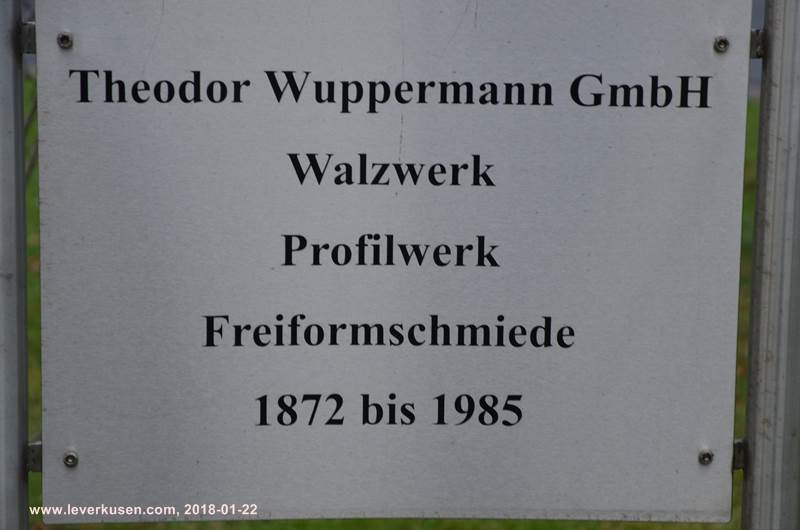 Theodor Wuppermann GmbH
Walzwerk
Profilwerk
Freiformschmiede
1872 bis 1985
www.leverkusen.com, 2018-01-22